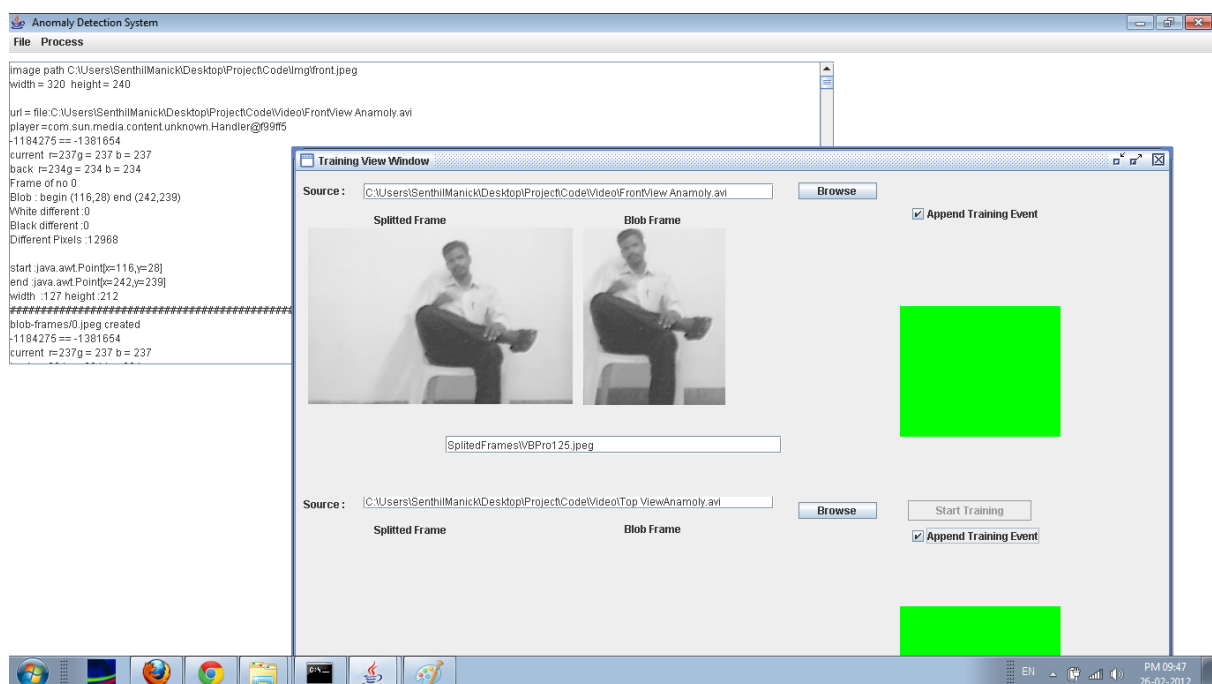 Anomaly Detection System
File Process
image path C:\Users\SenthilManick\Desktop\Project\Code\Img\front.jpeg
width = 320 height = 240
url = file:C:\Users\SenthilManick\Desktop\Project\Code\Video\FrontView Anamoly.avi
player =com.sun.media.content.unknown.Handler@f99ff5
-1184275 == -1381654
current r=237g = 237 b = 237
back r=234g = 234 b = 234
Frame of no 0
Blob : begin (116,28) end (242,239)
White different :0
Black different :0
Different Pixels :12968
start :java.awt.Point[x=116,y=28]
end :java.awt.Point[x=242,y=239]
width :127 height :212
blob-frames/0.jpeg created
-1184275 == -1381654
current r=237g = 237 b = 237
Training View Window
Source : C:\Users\SenthilManick\Desktop\Project\Code\Video\FrontView Anamoly.avi Browse
Append Training Event
Splitted Frame Blob Frame
SplitedFrames\VBPro125.jpeg
Source : C:\Users\SenthilManick\Desktop\Project\Code\Video\Top ViewAnamoly.avi Browse Start Training
Append Training Event
Splitted Frame Blob Frame
C:\_
EN
PM 09:47
26-02-2012